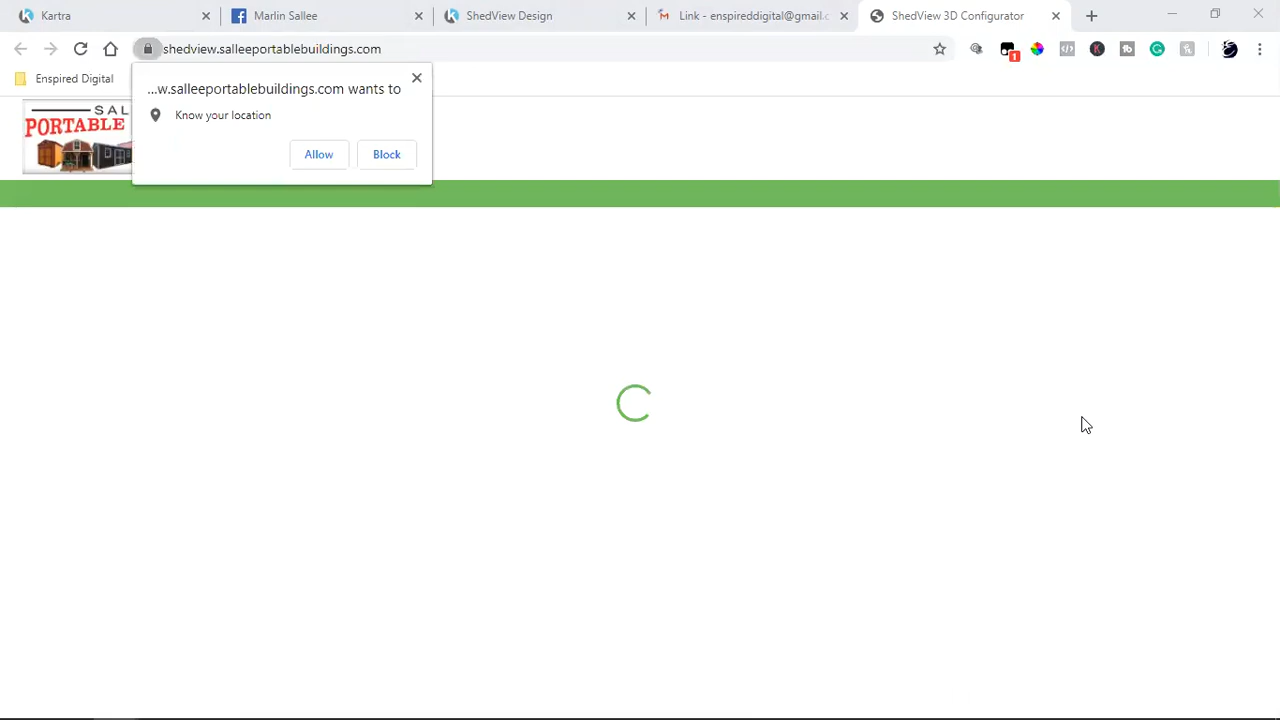 Kartra
Marlin Sallee
ShedView Design
Link - enspireddigital@gmail.c
ShedView 3D Configurator
shedview.salleeportablebuildings.com
1
Enspired Digital
...w.salleeportablebuildings.com wants to
Know your location
Allow
Block
SAL
PORTABLE